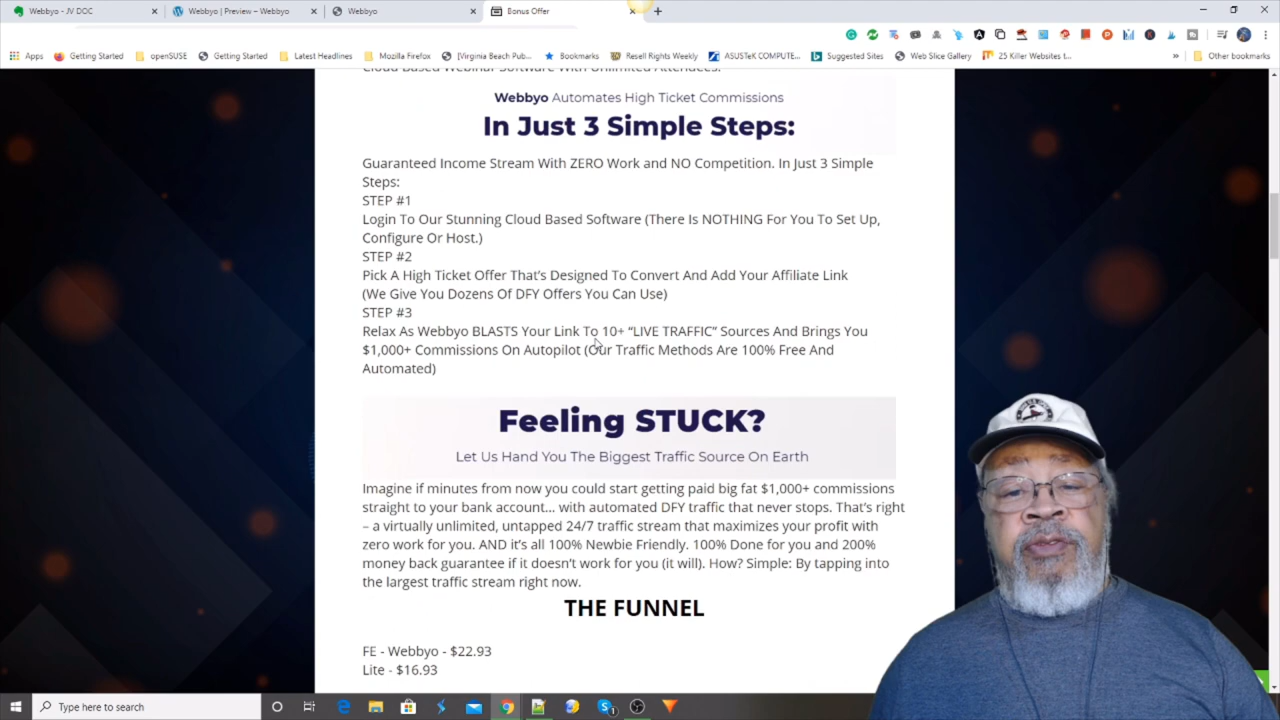 Webbyo - JV DOC
Webbyo | Preview – Webbyo
Webbyo
Bonus Offer
Apps
Getting Started
openSUSE
Getting Started
Latest Headlines
Mozilla Firefox
[Virginia Beach Pub...
Bookmarks
Resell Rights Weekly
ASUSTeK COMPUTE...
Suggested Sites
Web Slice Gallery
25 Killer Websites t...
Other bookmarks
Cloud Based Webinar Software With Unlimited Attendees.
Webbyo Automates High Ticket Commissions
In Just 3 Simple Steps:
Guaranteed Income Stream With ZERO Work and NO Competition. In Just 3 Simple
Steps:
STEP #1
Login To Our Stunning Cloud Based Software (There Is NOTHING For You To Set Up,
Configure Or Host.)
STEP #2
Pick A High Ticket Offer That's Designed To Convert And Add Your Affiliate Link
(We Give You Dozens Of DFY Offers You Can Use)
STEP #3
Relax As Webbyo BLASTS Your Link To 10+ “LIVE TRAFFIC” Sources And Brings You
$1,000+ Commissions On Autopilot (Our Traffic Methods Are 100% Free And
Automated)
Feeling STUCK?
Let Us Hand You The Biggest Traffic Source On Earth
Imagine if minutes from now you could start getting paid big fat $1,000+ commissions
straight to your bank account... with automated DFY traffic that never stops. That's right
– a virtually unlimited, untapped 24/7 traffic stream that maximizes your profit with
zero work for you. AND it's all 100% Newbie Friendly. 100% Done for you and 200%
money back guarantee if it doesn't work for you (it will). How? Simple: By tapping into
the largest traffic stream right now.
THE FUNNEL
FE - Webbyo - $22.93
Lite - $16.93
Type here to search